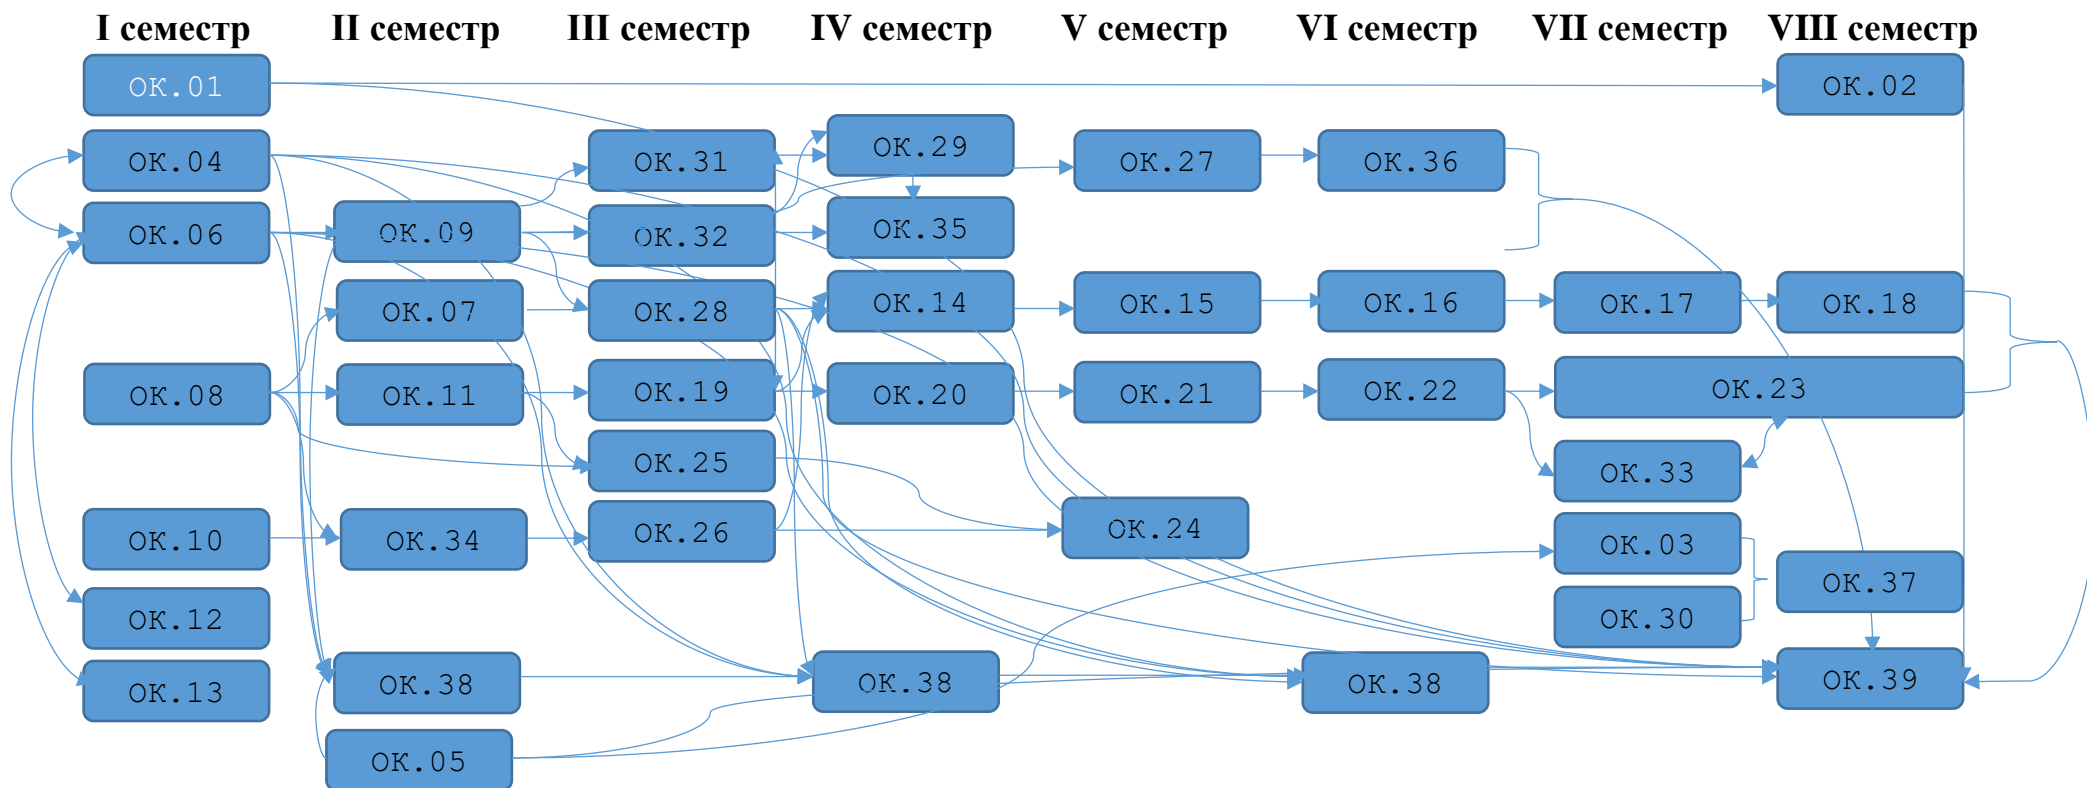 I семестр II семестр III семестр IV семестр V семестр VI семестр VII семестр VIII семестр
ОК.01 ОК.02
ОК.04 ОК.31 ОК.29 ОК.27 ОК.36
ОК.06 ОК.09 ОК.32 ОК.35
ОК.07 ОК.28 ОК.14 ОК.15 ОК.16 ОК.17 ОК.18
ОК.08 ОК.11 ОК.19 ОК.20 ОК.21 ОК.22 ОК.23
ОК.25 ОК.33
ОК.10 ОК.34 ОК.26 ОК.24 ОК.03
ОК.12 ОК.30 ОК.37
ОК.13 ОК.38 ОК.38 ОК.38 ОК.39
ОК.05